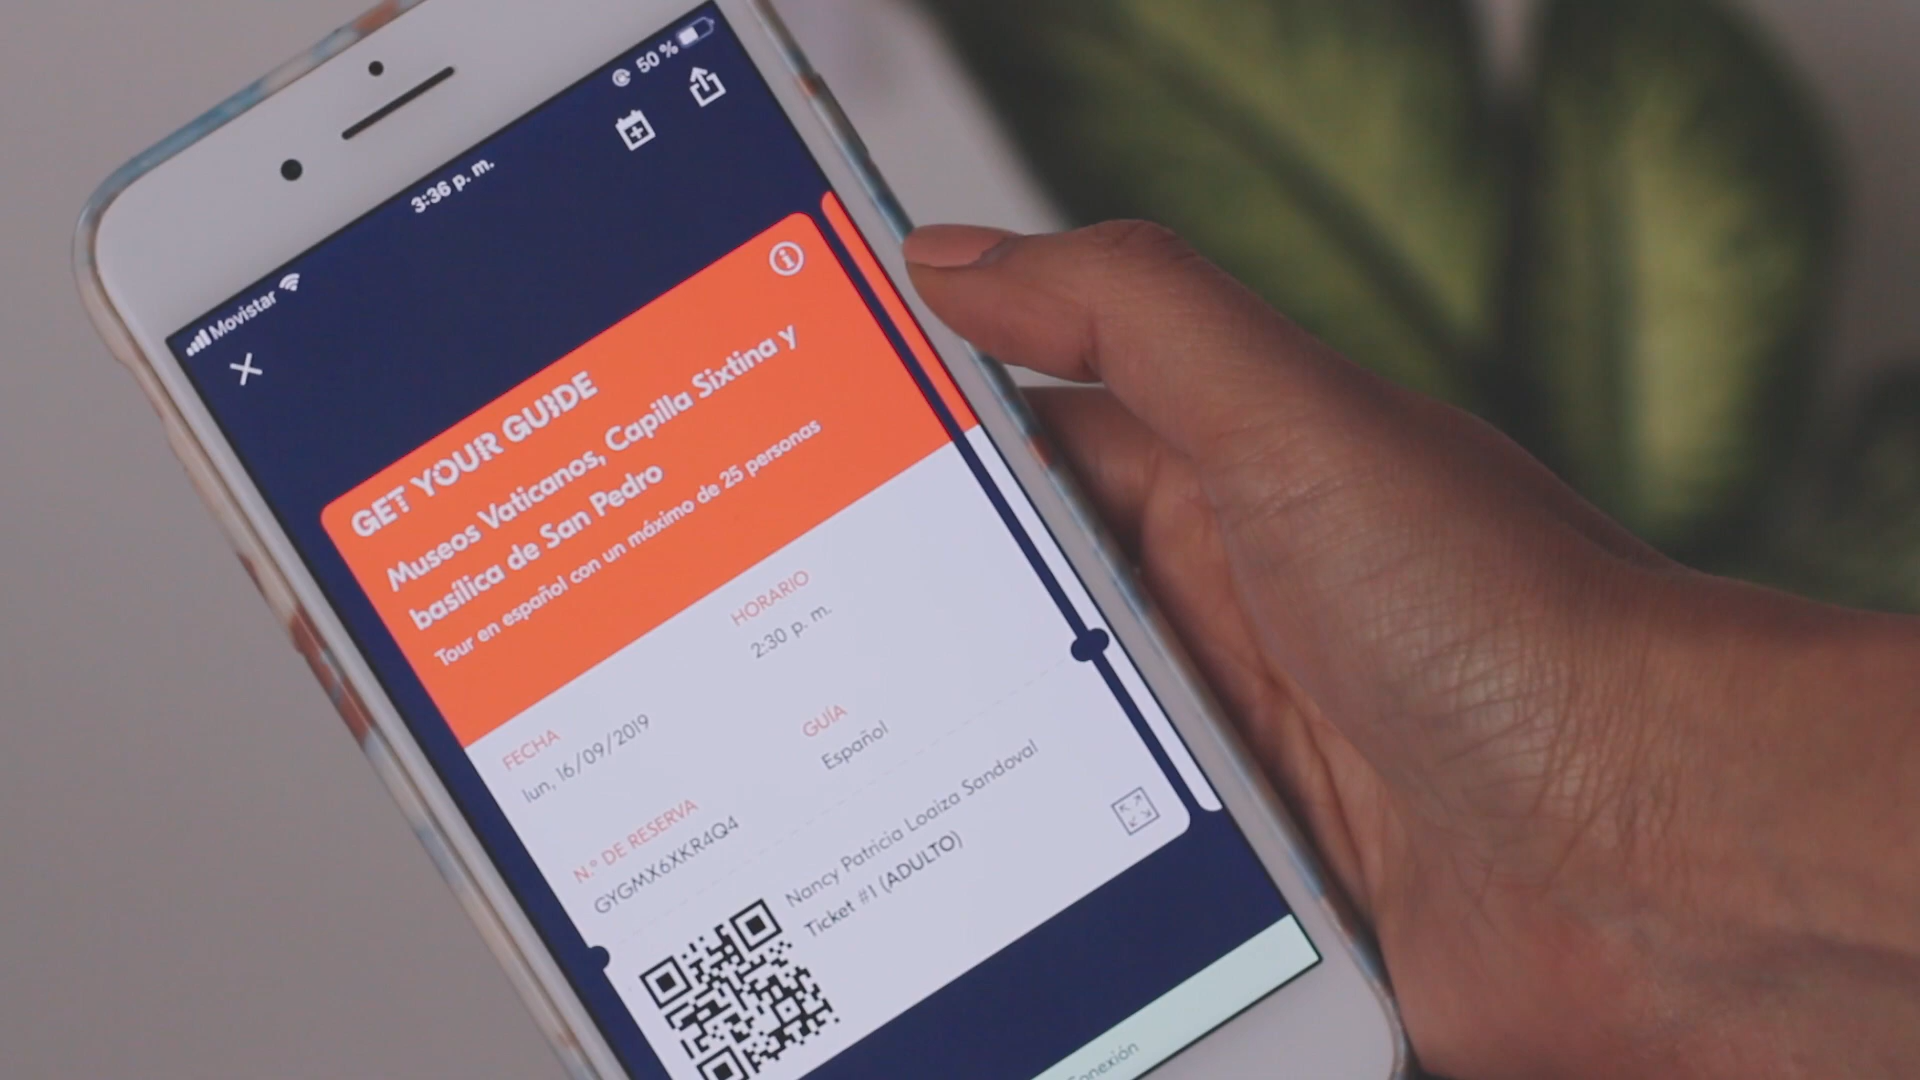 Movistar
3:36 p. m.
50 %
GET YOUR GUIDE
Museos Vaticanos, Capilla Sixtina y
basílica de San Pedro
Tour en español con un máximo de 25 personas
FECHA
lun, 16/09/2019
HORARIO
2:30 p. m.
N.º DE RESERVA
GYGMX6XKR4Q4
GUÍA
Español
Nancy Patricia Loaiza Sandoval
Ticket #1 (ADULTO)